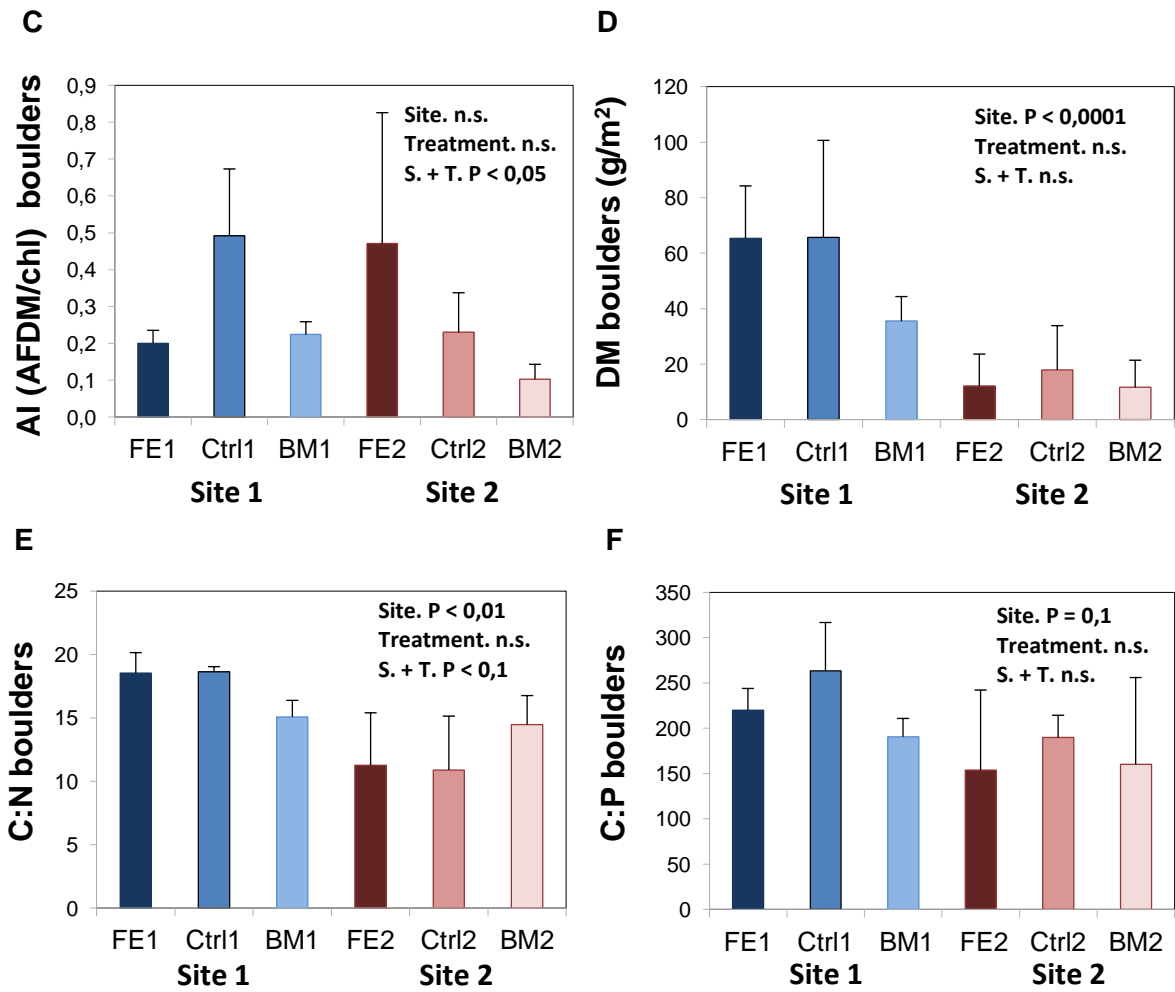 C
AI (AFDM/chl) boulders
0,9
0,8
0,7
0,6
0,5
0,4
0,3
0,2
0,1
0,0
Site. n.s.
Treatment. n.s.
S. + T. P < 0,05
FE1 Ctrl1 BM1 FE2 Ctrl2 BM2
Site 1 Site 2
D
DM boulders (g/m²)
120
100
80
60
40
20
0
Site. P < 0,0001
Treatment. n.s.
S. + T. n.s.
FE1 Ctrl1 BM1 FE2 Ctrl2 BM2
Site 1 Site 2
E
C:N boulders
25
20
15
10
5
0
Site. P < 0,01
Treatment. n.s.
S. + T. P < 0,1
FE1 Ctrl1 BM1 FE2 Ctrl2 BM2
Site 1 Site 2
F
C:P boulders
350
300
250
200
150
100
50
0
Site. P = 0,1
Treatment. n.s.
S. + T. n.s.
FE1 Ctrl1 BM1 FE2 Ctrl2 BM2
Site 1 Site 2